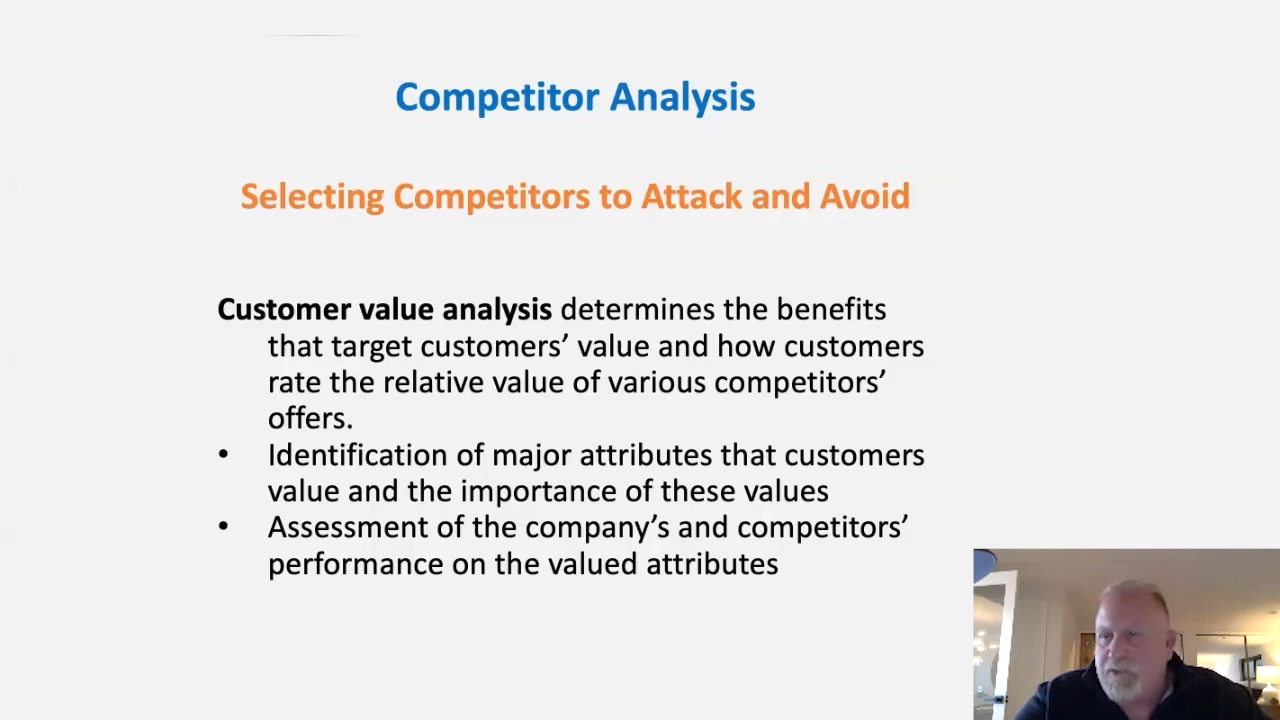 Competitor Analysis
Selecting Competitors to Attack and Avoid
Customer value analysis determines the benefits
that target customers’ value and how customers
rate the relative value of various competitors’
offers.
• Identification of major attributes that customers
value and the importance of these values
• Assessment of the company’s and competitors’
performance on the valued attributes